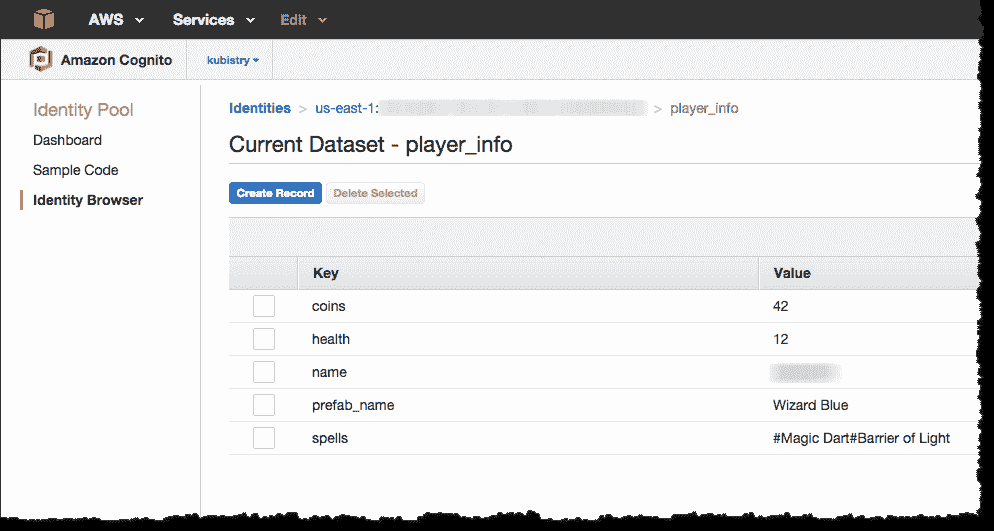 AWS Services Edit
Amazon Cognito kubistry
Identity Pool
Dashboard
Sample Code
Identity Browser
Identities > us-east-1: > player_info
Current Dataset - player_info
Create Record Delete Selected
Key Value
coins 42
health 12
name
prefab_name Wizard Blue
spells #Magic Dart#Barrier of Light